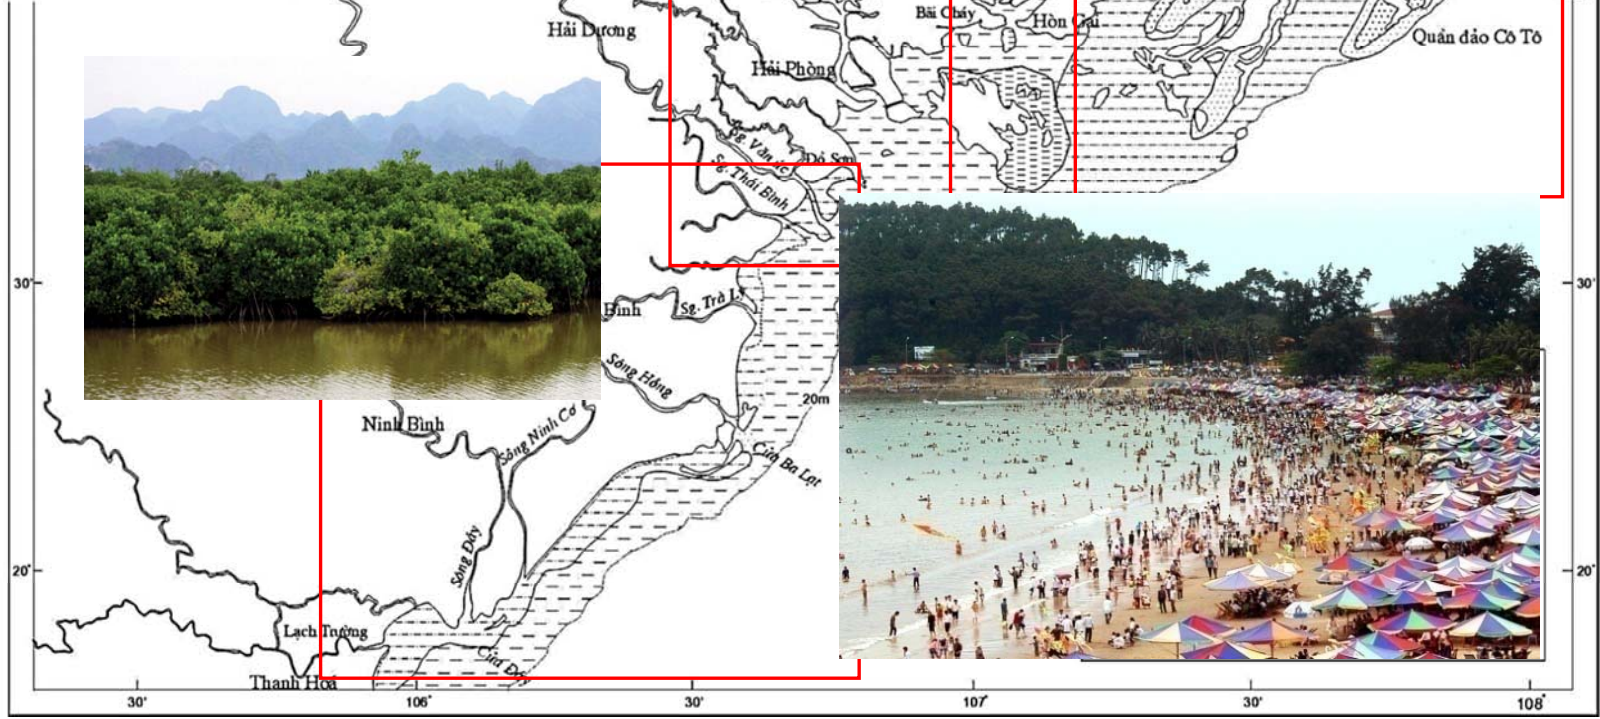 Bãi Cháy
Hòn Gai
Hải Dương
Quần đảo Cô Tô
Hải Phòng
Sg. Văn úc
Đồ Sơn
Sg. Thái Bình
30'
30'
Bình
Sg. Trà Lý
Sông Hồng
20m
Ninh Bình
Sông Ninh Cơ
Cửa Ba Lạt
Sông Đáy
20°
20°
Lạch Trường
Cửa Đáy
Thanh Hoá
30'
106°
30'
107°
30'
108°